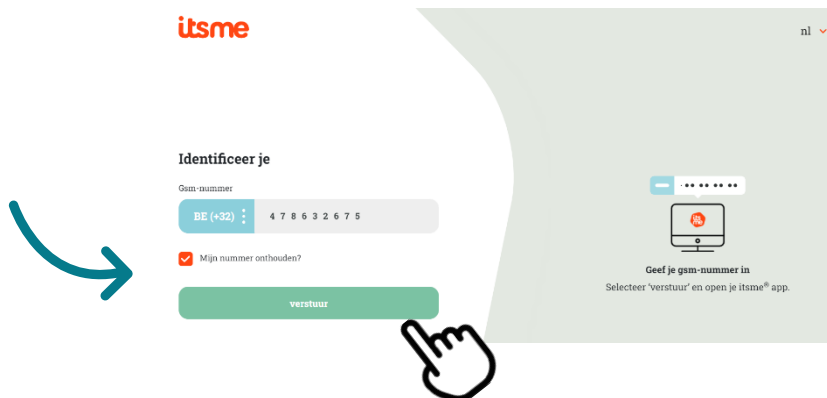 itsme
nl
Identificeer je
Gsm-nummer
BE (+32) 4 7 8 6 3 2 6 7 5
Mijn nummer onthouden?
verstuur
Geef je gsm-nummer in
Selecteer 'verstuur' en open je itsme® app.